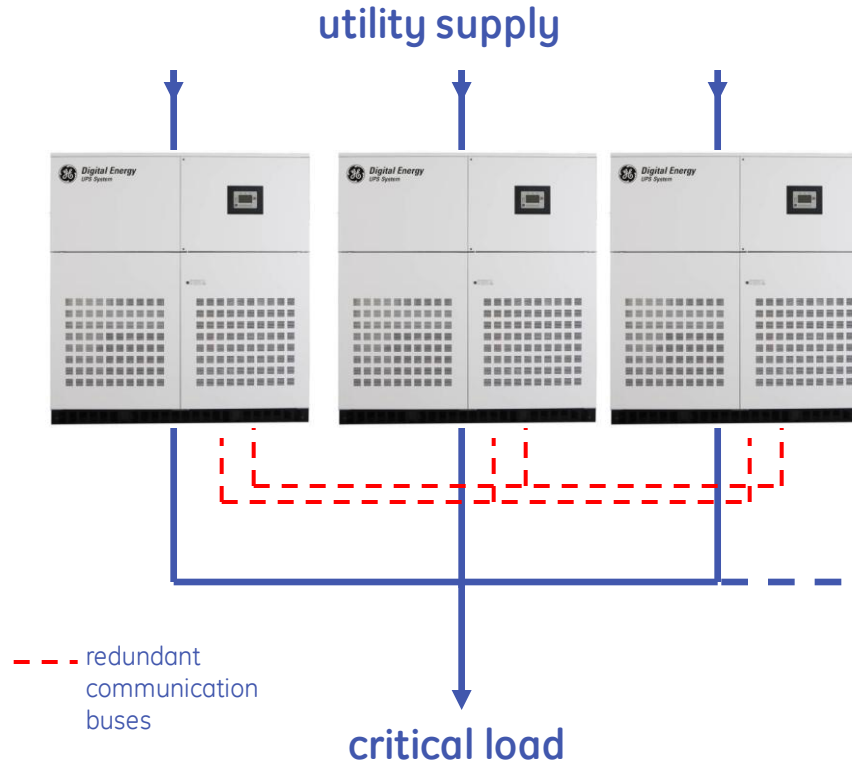 utility supply
Digital Energy
UPS System
Digital Energy
UPS System
Digital Energy
UPS System
redundant
communication
buses
critical load